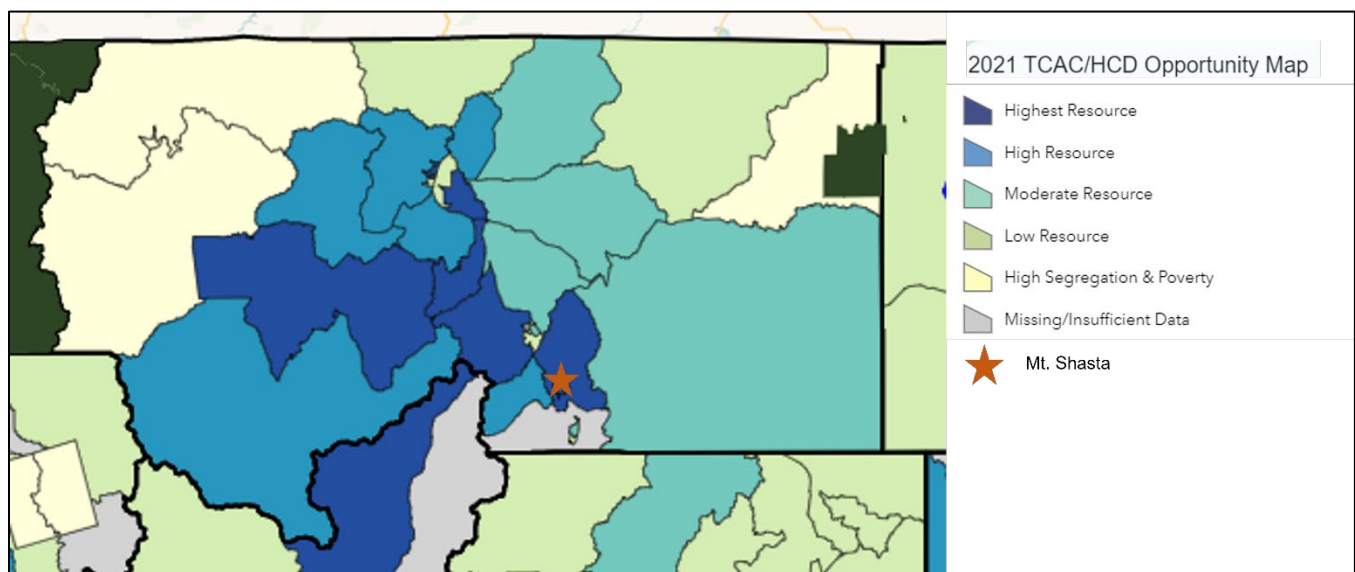 2021 TCAC/HCD Opportunity Map
Highest Resource
High Resource
Moderate Resource
Low Resource
High Segregation & Poverty
Missing/Insufficient Data
Mt. Shasta